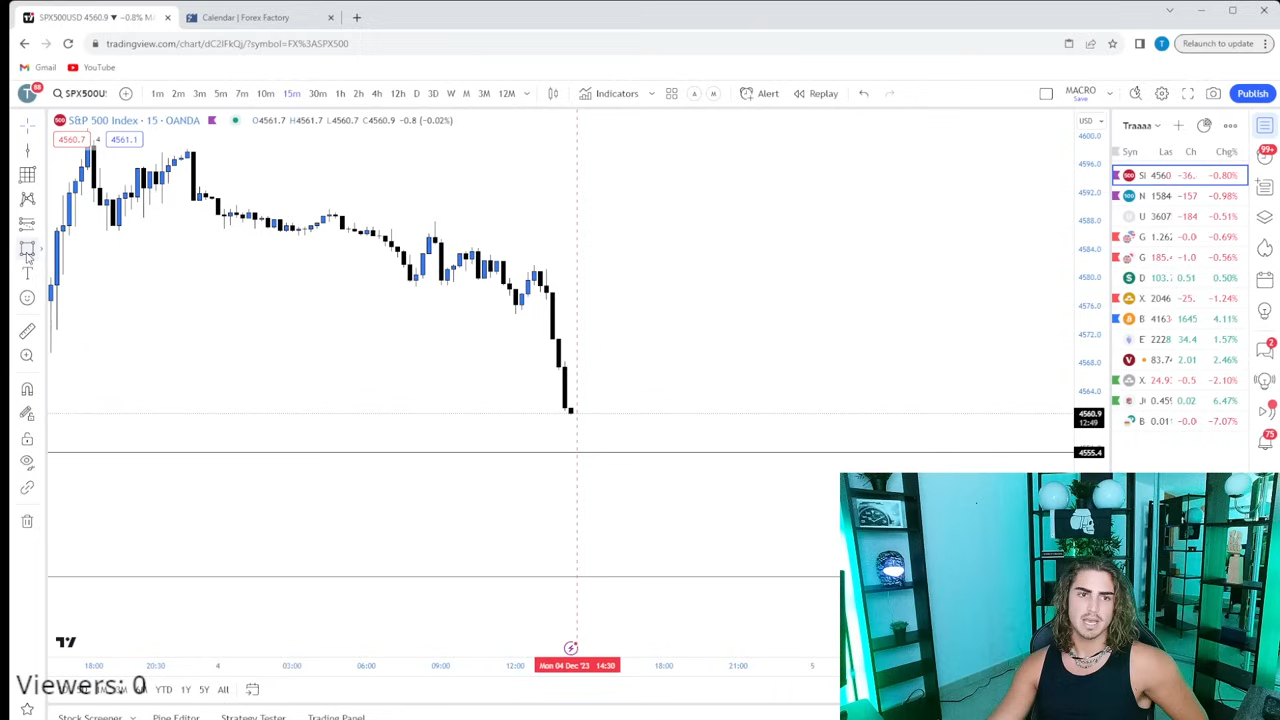 SPX500USD 4560.9 ▼ −0.8%
Calendar | Forex Factory
tradingview.com/chart/dC2IFkQj/?symbol=FX%3ASPX500
Relaunch to update
Gmail YouTube
T 88 SPX500U: 1m 2m 3m 5m 7m 10m 15m 30m 1h 2h 4h 12h D 3D W M 3M 12M Indicators A M Alert Replay MACRO Save Publish
S&P 500 Index · 15 · OANDA O4561.7 H4561.7 L4560.7 C4560.9 −0.8 (−0.02%)
4560.7 4 4561.1
USD
4600.0
4596.0
4592.0
4588.0
4584.0
4580.0
4576.0
4572.0
4568.0
4564.0
4560.9
12:49
4555.4
Traaaa
Syn Las Ch Chg%
4560 -36. −0.80%
N 1584 -157 −0.98%
U 3607 -184 −0.51%
G 1.262 -0.0 −0.69%
G 185. -1.0 −0.56%
D 103. 0.51 0.50%
X 2046 -25. −1.24%
B 4163 1645 4.11%
E 2228 34.4 1.57%
V 83.74 2.01 2.46%
X 24.9 -0.5 −2.10%
0.45 0.02 6.47%
B 0.01 -0.0 −7.07%
99+
2
75
18:00 20:30 4 03:00 06:00 09:00 12:00 Mon 04 Dec '23 14:30 18:00 21:00 5
Viewers: 0
YTD 1Y 5Y All
Stock Screener Pine Editor Strategy Tester Trading Panel